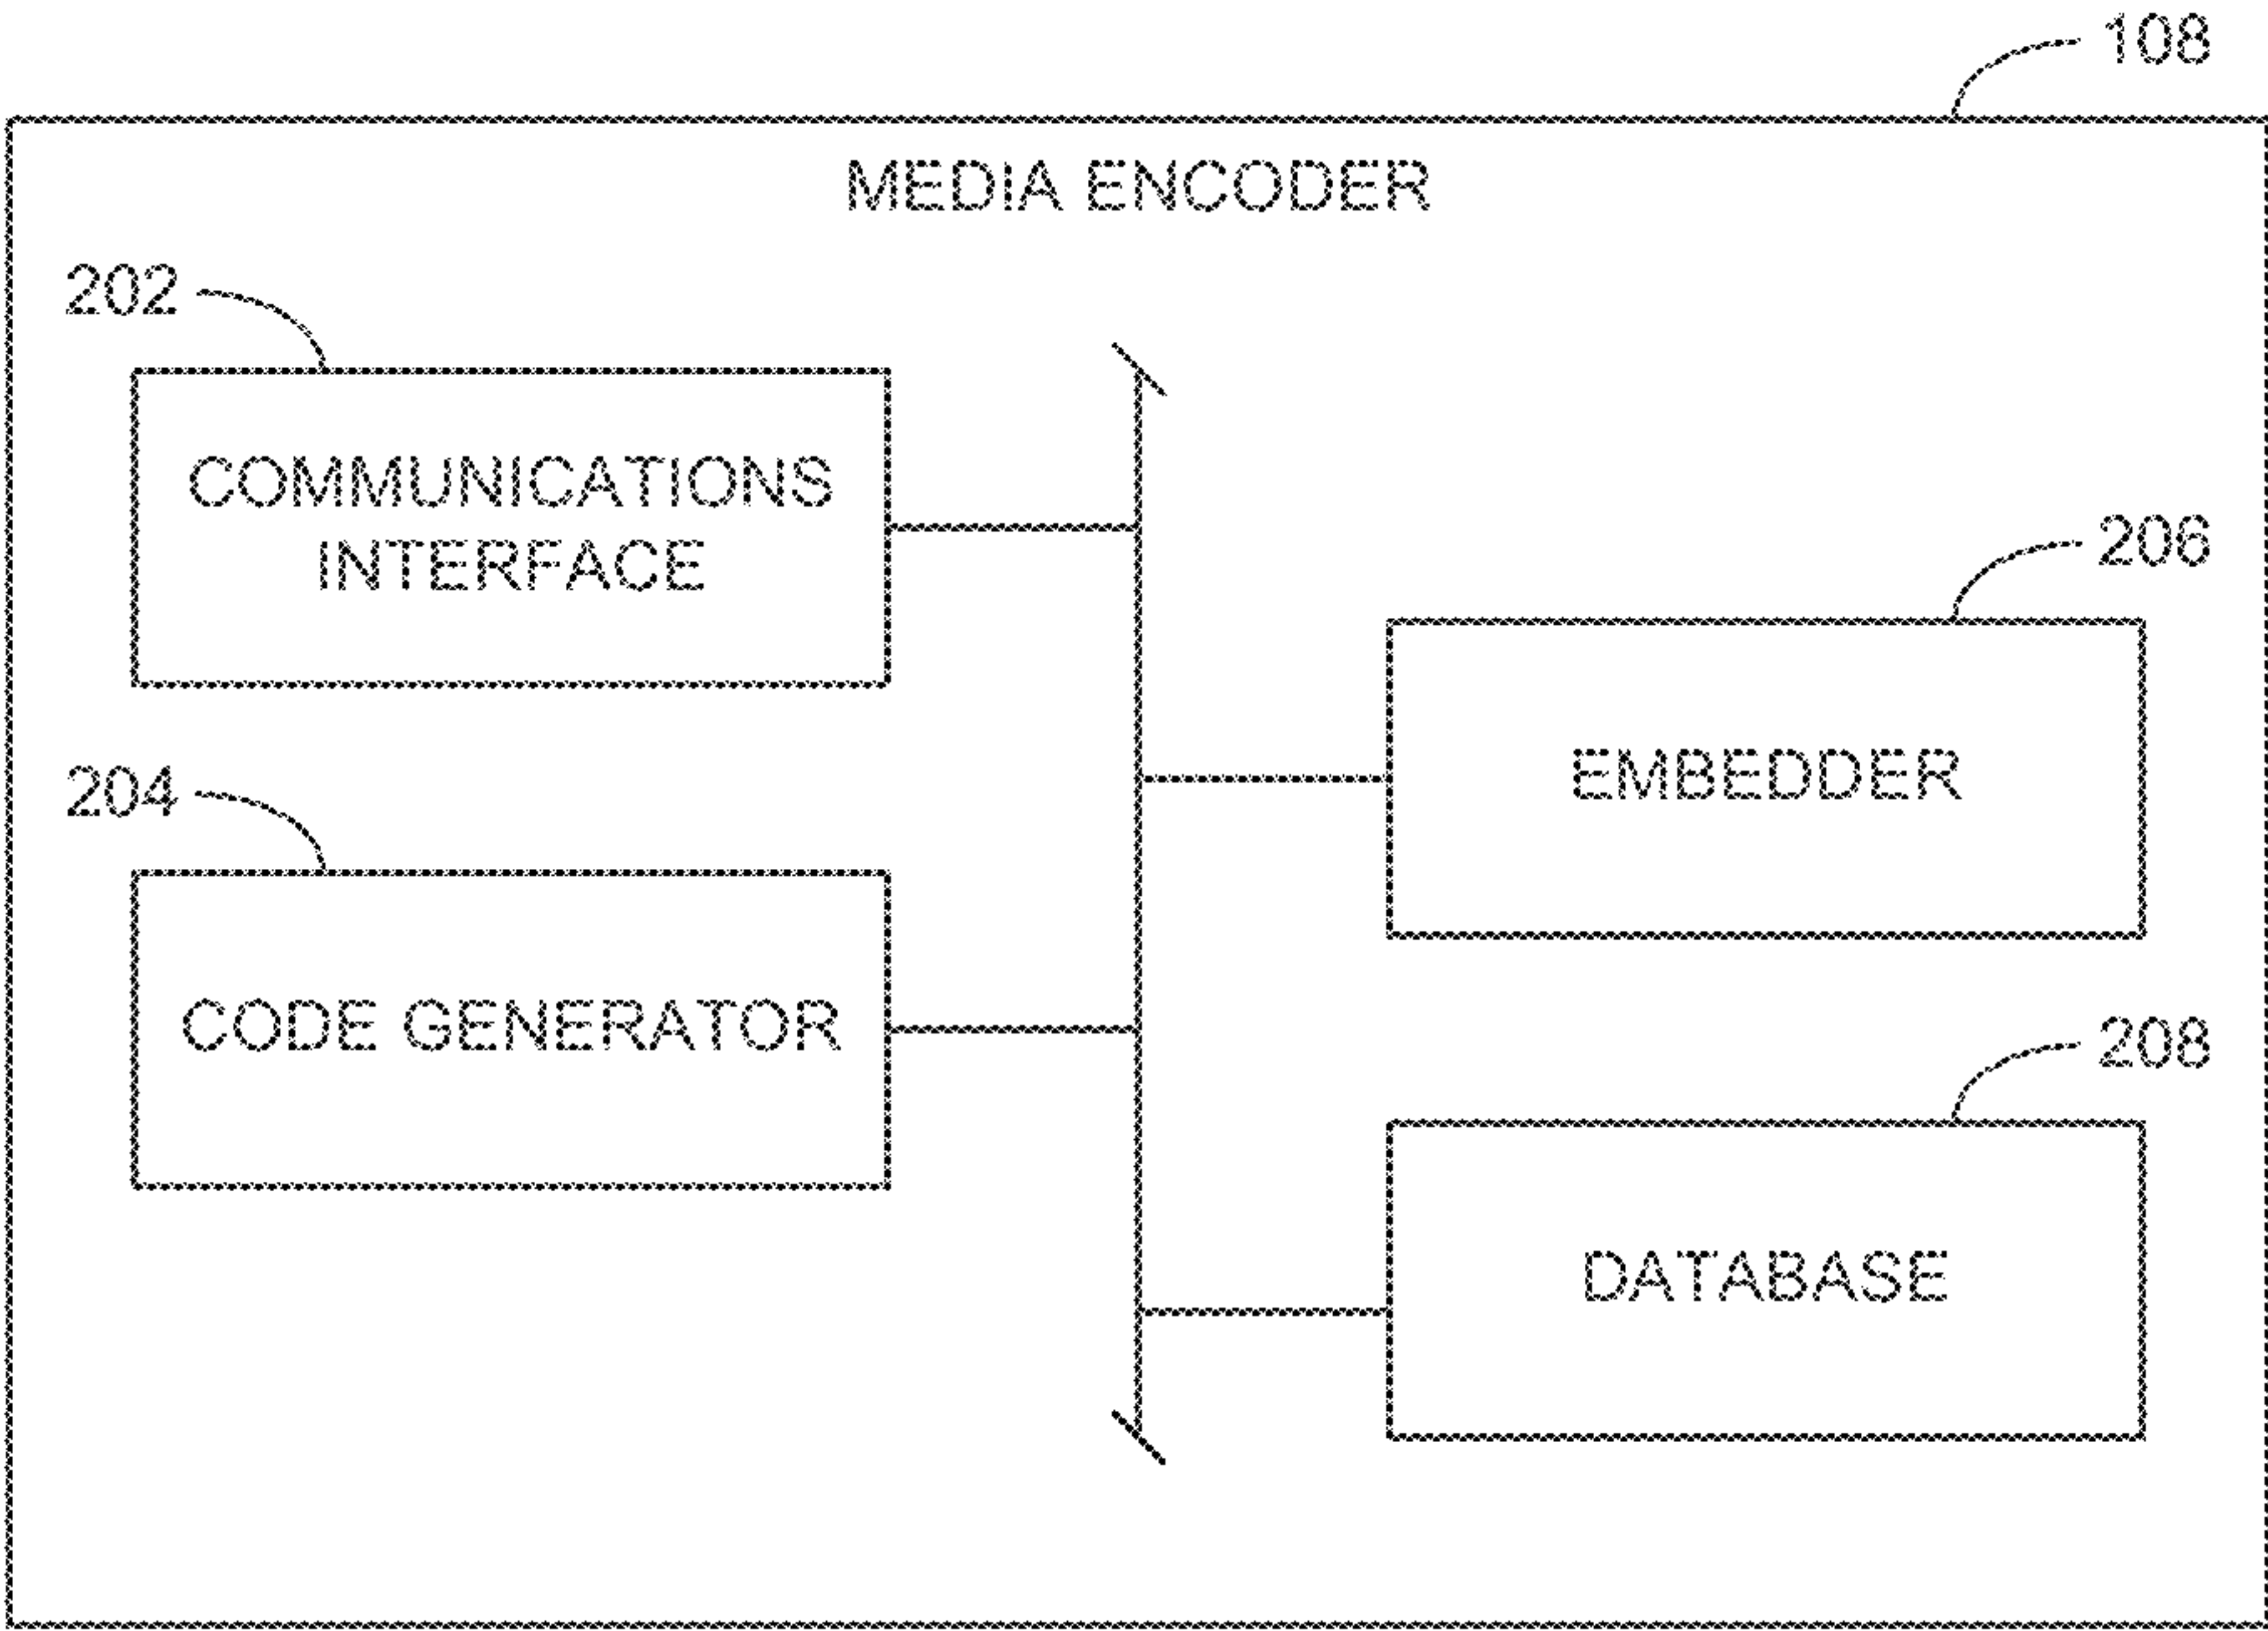 108
MEDIA ENCODER
202
COMMUNICATIONS
INTERFACE
206
EMBEDDER
204
CODE GENERATOR
208
DATABASE